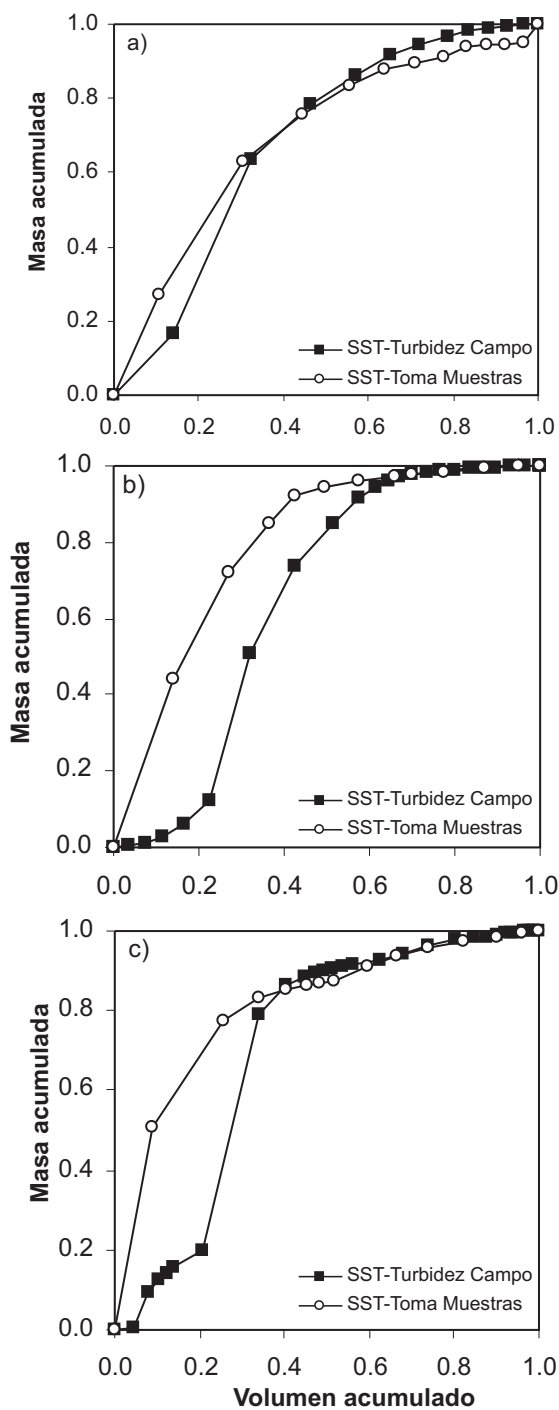 a)
Masa acumulada
1.0
0.8
0.6
0.4
0.2
0.0
SST-Turbidez Campo
SST-Toma Muestras
0.0 0.2 0.4 0.6 0.8 1.0
b)
Masa acumulada
1.0
0.8
0.6
0.4
0.2
0.0
SST-Turbidez Campo
SST-Toma Muestras
0.0 0.2 0.4 0.6 0.8 1.0
c)
Masa acumulada
1.0
0.8
0.6
0.4
0.2
0.0
SST-Turbidez Campo
SST-Toma Muestras
0.0 0.2 0.4 0.6 0.8 1.0
Volumen acumulado